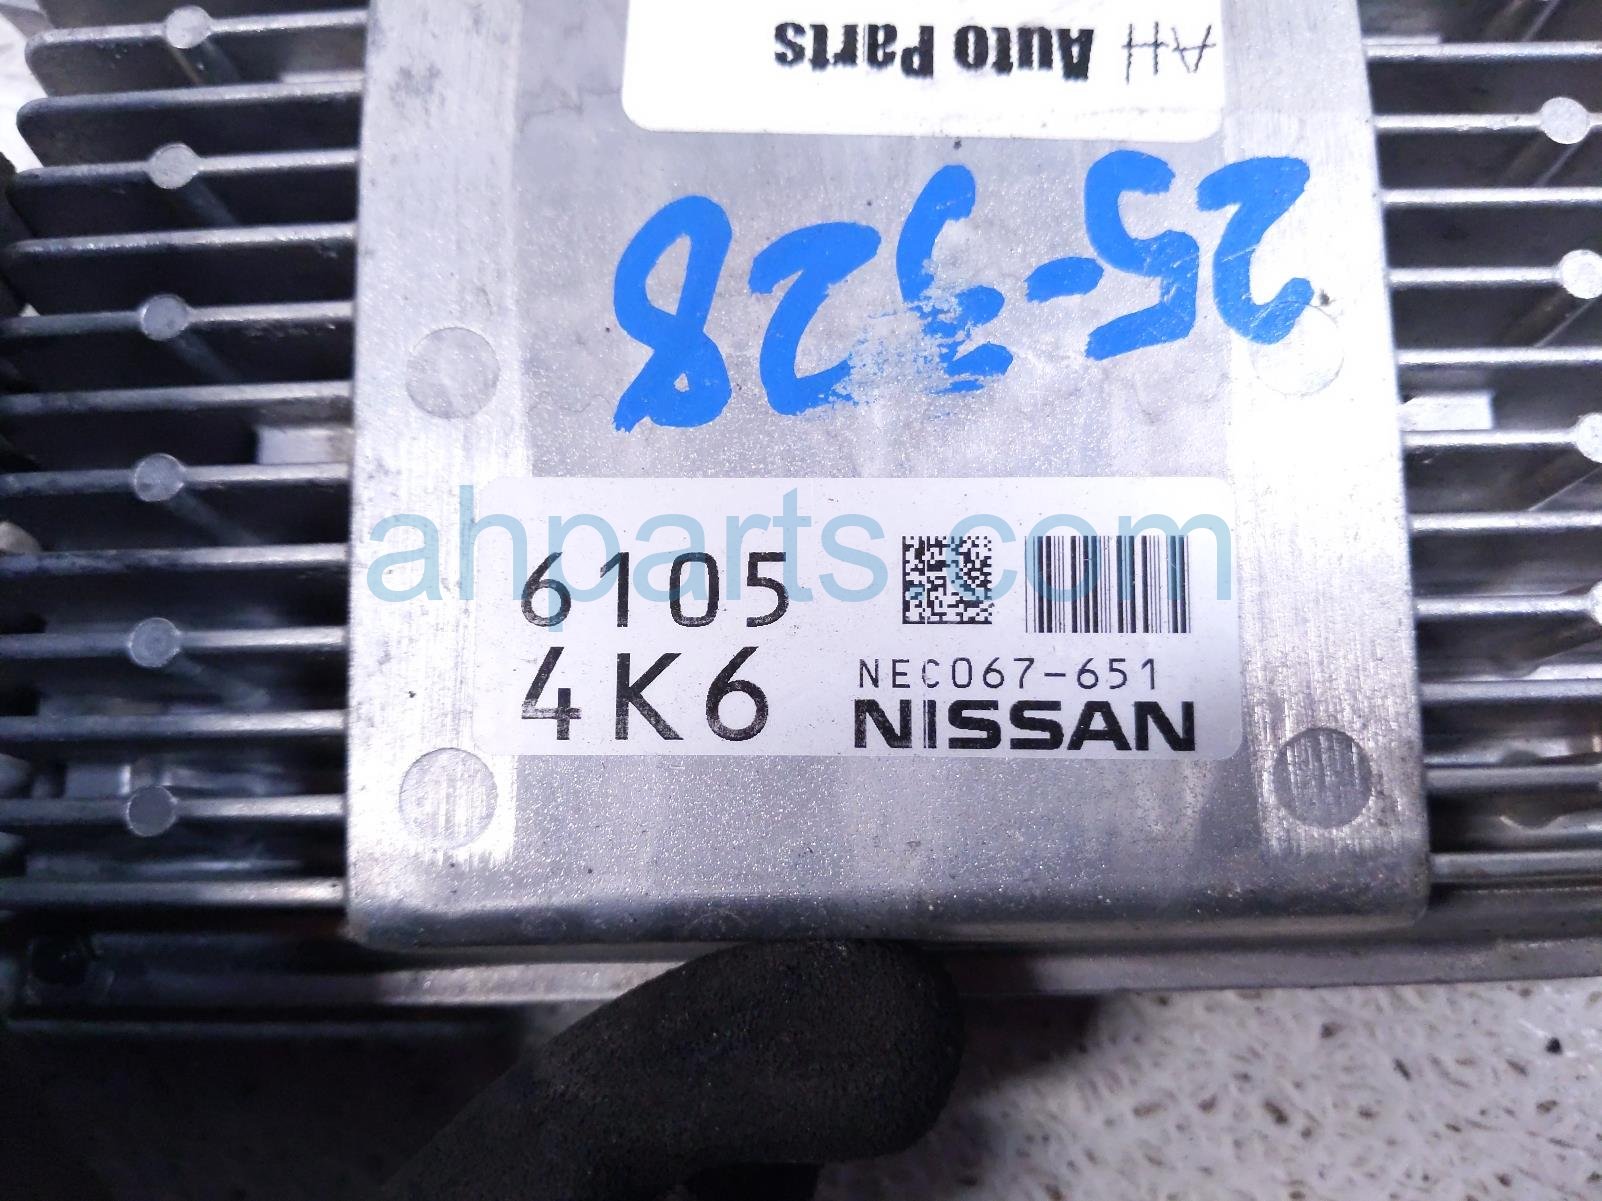 AH Auto Parts
25-328
ahparts.com
6105
4K6
NEC067-651
NISSAN